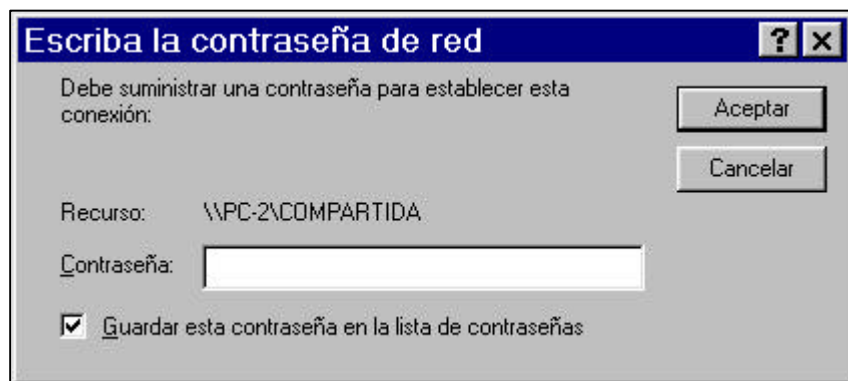 Escriba la contraseña de red
Debe suministrar una contraseña para establecer esta
conexión:
Aceptar
Cancelar
Recurso: \\PC-2\COMPARTIDA
Contraseña:
Guardar esta contraseña en la lista de contraseñas